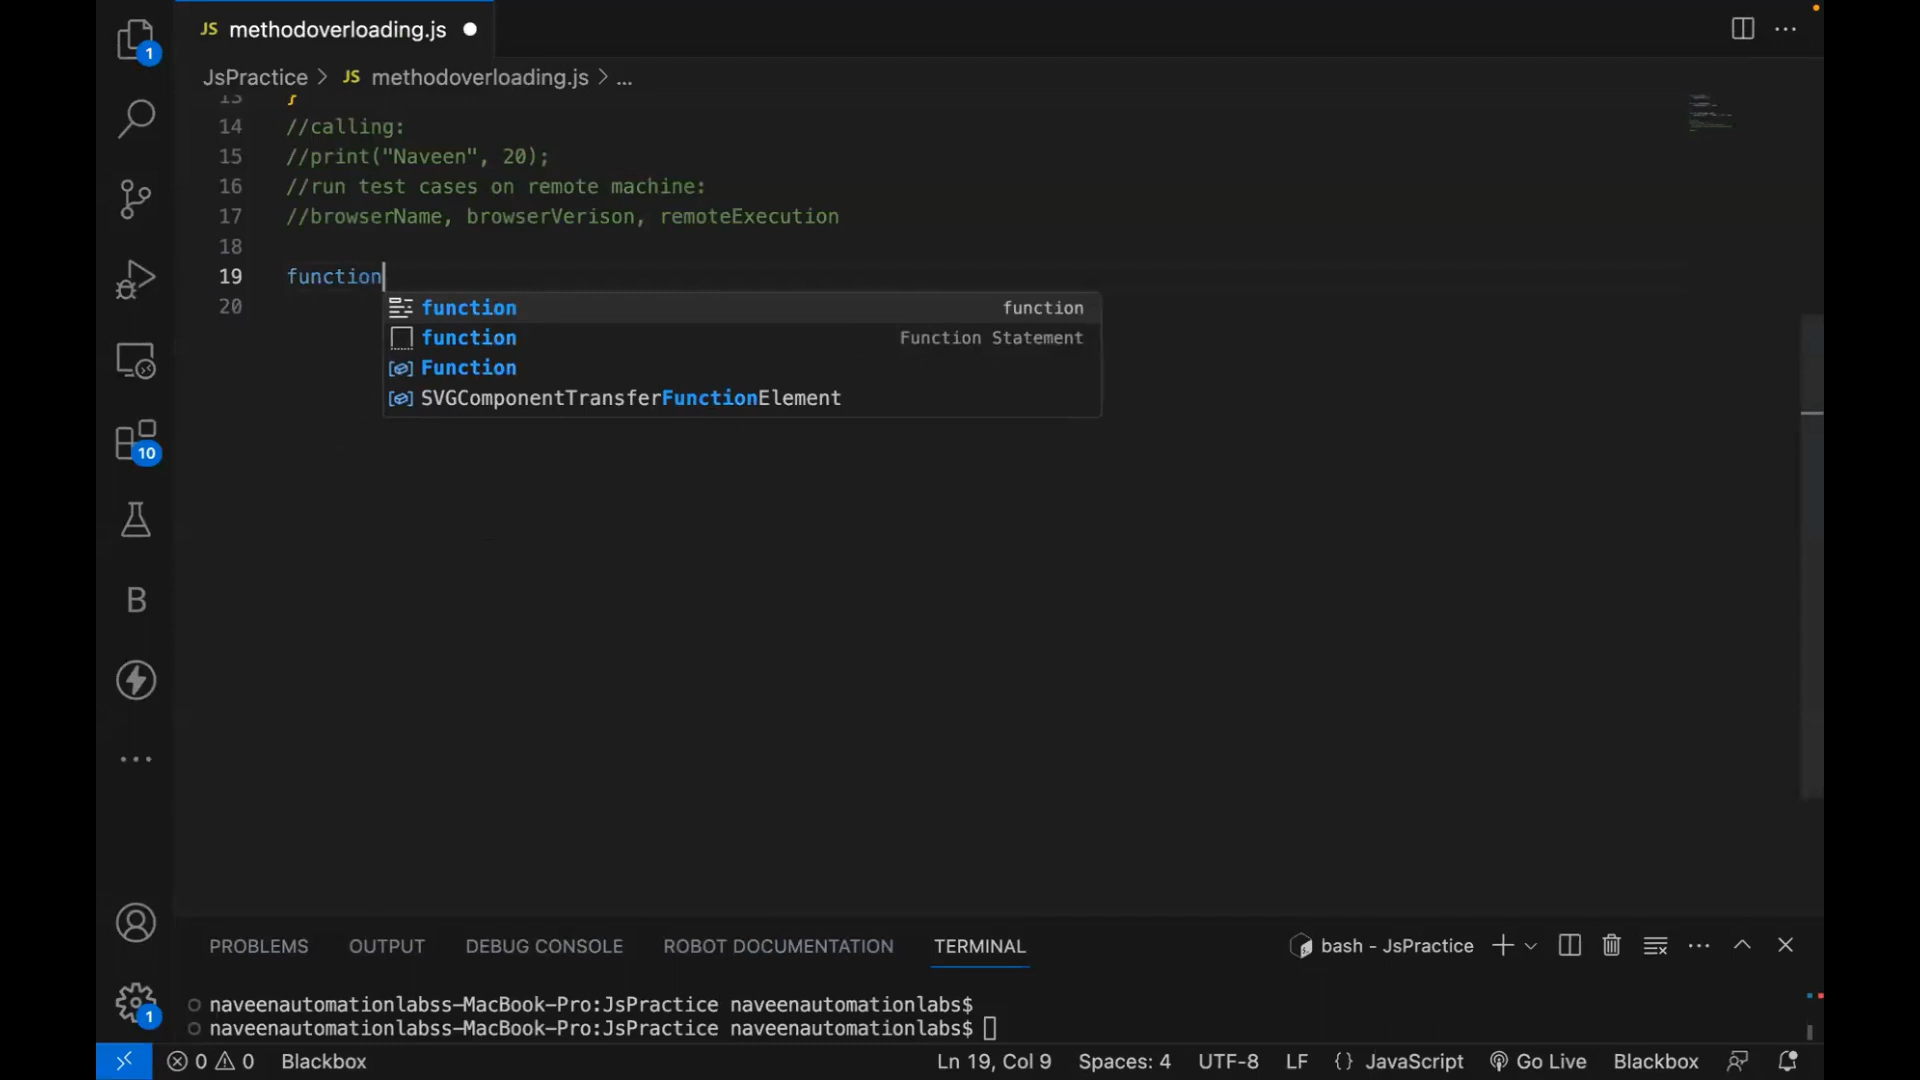 JS methodoverloading.js
1
JsPractice > JS methodoverloading.js > ...
13 }
14 //calling:
15 //print("Naveen", 20);
16 //run test cases on remote machine:
17 //browserName, browserVerison, remoteExecution
18
19 function
20
function function
function Function Statement
Function
SVGComponentTransferFunctionElement
10
B
PROBLEMS OUTPUT DEBUG CONSOLE ROBOT DOCUMENTATION TERMINAL bash - JsPractice
naveenautomationlabss-MacBook-Pro:JsPractice naveenautomationlabs$
naveenautomationlabss-MacBook-Pro:JsPractice naveenautomationlabs$
1
0 0 Blackbox Ln 19, Col 9 Spaces: 4 UTF-8 LF {} JavaScript Go Live Blackbox